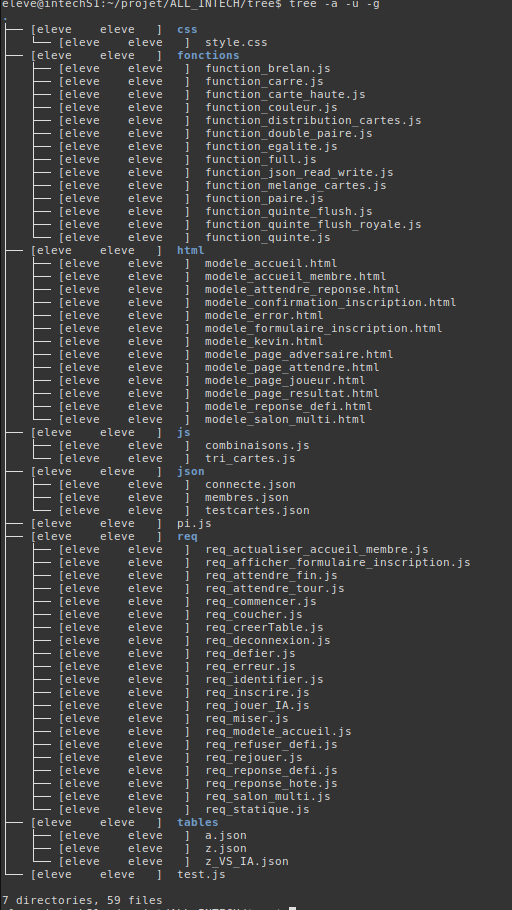 eleve@intechS1:~/projet/ALL_INTECH/tree$ tree -a -u -g
.
├── [eleve    eleve   ]  css
│   └── [eleve    eleve   ]  style.css
├── [eleve    eleve   ]  fonctions
│   ├── [eleve    eleve   ]  function_brelan.js
│   ├── [eleve    eleve   ]  function_carre.js
│   ├── [eleve    eleve   ]  function_carte_haute.js
│   ├── [eleve    eleve   ]  function_couleur.js
│   ├── [eleve    eleve   ]  function_distribution_cartes.js
│   ├── [eleve    eleve   ]  function_double_paire.js
│   ├── [eleve    eleve   ]  function_egalite.js
│   ├── [eleve    eleve   ]  function_full.js
│   ├── [eleve    eleve   ]  function_json_read_write.js
│   ├── [eleve    eleve   ]  function_melange_cartes.js
│   ├── [eleve    eleve   ]  function_paire.js
│   ├── [eleve    eleve   ]  function_quinte_flush.js
│   ├── [eleve    eleve   ]  function_quinte_flush_royale.js
│   └── [eleve    eleve   ]  function_quinte.js
├── [eleve    eleve   ]  html
│   ├── [eleve    eleve   ]  modele_accueil.html
│   ├── [eleve    eleve   ]  modele_accueil_membre.html
│   ├── [eleve    eleve   ]  modele_attendre_reponse.html
│   ├── [eleve    eleve   ]  modele_confirmation_inscription.html
│   ├── [eleve    eleve   ]  modele_error.html
│   ├── [eleve    eleve   ]  modele_formulaire_inscription.html
│   ├── [eleve    eleve   ]  modele_kevin.html
│   ├── [eleve    eleve   ]  modele_page_adversaire.html
│   ├── [eleve    eleve   ]  modele_page_attendre.html
│   ├── [eleve    eleve   ]  modele_page_joueur.html
│   ├── [eleve    eleve   ]  modele_page_resultat.html
│   ├── [eleve    eleve   ]  modele_reponse_defi.html
│   └── [eleve    eleve   ]  modele_salon_multi.html
├── [eleve    eleve   ]  js
│   ├── [eleve    eleve   ]  combinaisons.js
│   └── [eleve    eleve   ]  tri_cartes.js
├── [eleve    eleve   ]  json
│   ├── [eleve    eleve   ]  connecte.json
│   ├── [eleve    eleve   ]  membres.json
│   └── [eleve    eleve   ]  testcartes.json
├── [eleve    eleve   ]  pi.js
├── [eleve    eleve   ]  req
│   ├── [eleve    eleve   ]  req_actualiser_accueil_membre.js
│   ├── [eleve    eleve   ]  req_afficher_formulaire_inscription.js
│   ├── [eleve    eleve   ]  req_attendre_fin.js
│   ├── [eleve    eleve   ]  req_attendre_tour.js
│   ├── [eleve    eleve   ]  req_commencer.js
│   ├── [eleve    eleve   ]  req_coucher.js
│   ├── [eleve    eleve   ]  req_creerTable.js
│   ├── [eleve    eleve   ]  req_deconnexion.js
│   ├── [eleve    eleve   ]  req_defier.js
│   ├── [eleve    eleve   ]  req_erreur.js
│   ├── [eleve    eleve   ]  req_identifier.js
│   ├── [eleve    eleve   ]  req_inscrire.js
│   ├── [eleve    eleve   ]  req_jouer_IA.js
│   ├── [eleve    eleve   ]  req_miser.js
│   ├── [eleve    eleve   ]  req_modele_accueil.js
│   ├── [eleve    eleve   ]  req_refuser_defi.js
│   ├── [eleve    eleve   ]  req_rejouer.js
│   ├── [eleve    eleve   ]  req_reponse_defi.js
│   ├── [eleve    eleve   ]  req_reponse_hote.js
│   ├── [eleve    eleve   ]  req_salon_multi.js
│   └── [eleve    eleve   ]  req_statique.js
├── [eleve    eleve   ]  tables
│   ├── [eleve    eleve   ]  a.json
│   ├── [eleve    eleve   ]  z.json
│   └── [eleve    eleve   ]  z_VS_IA.json
└── [eleve    eleve   ]  test.js
7 directories, 59 files